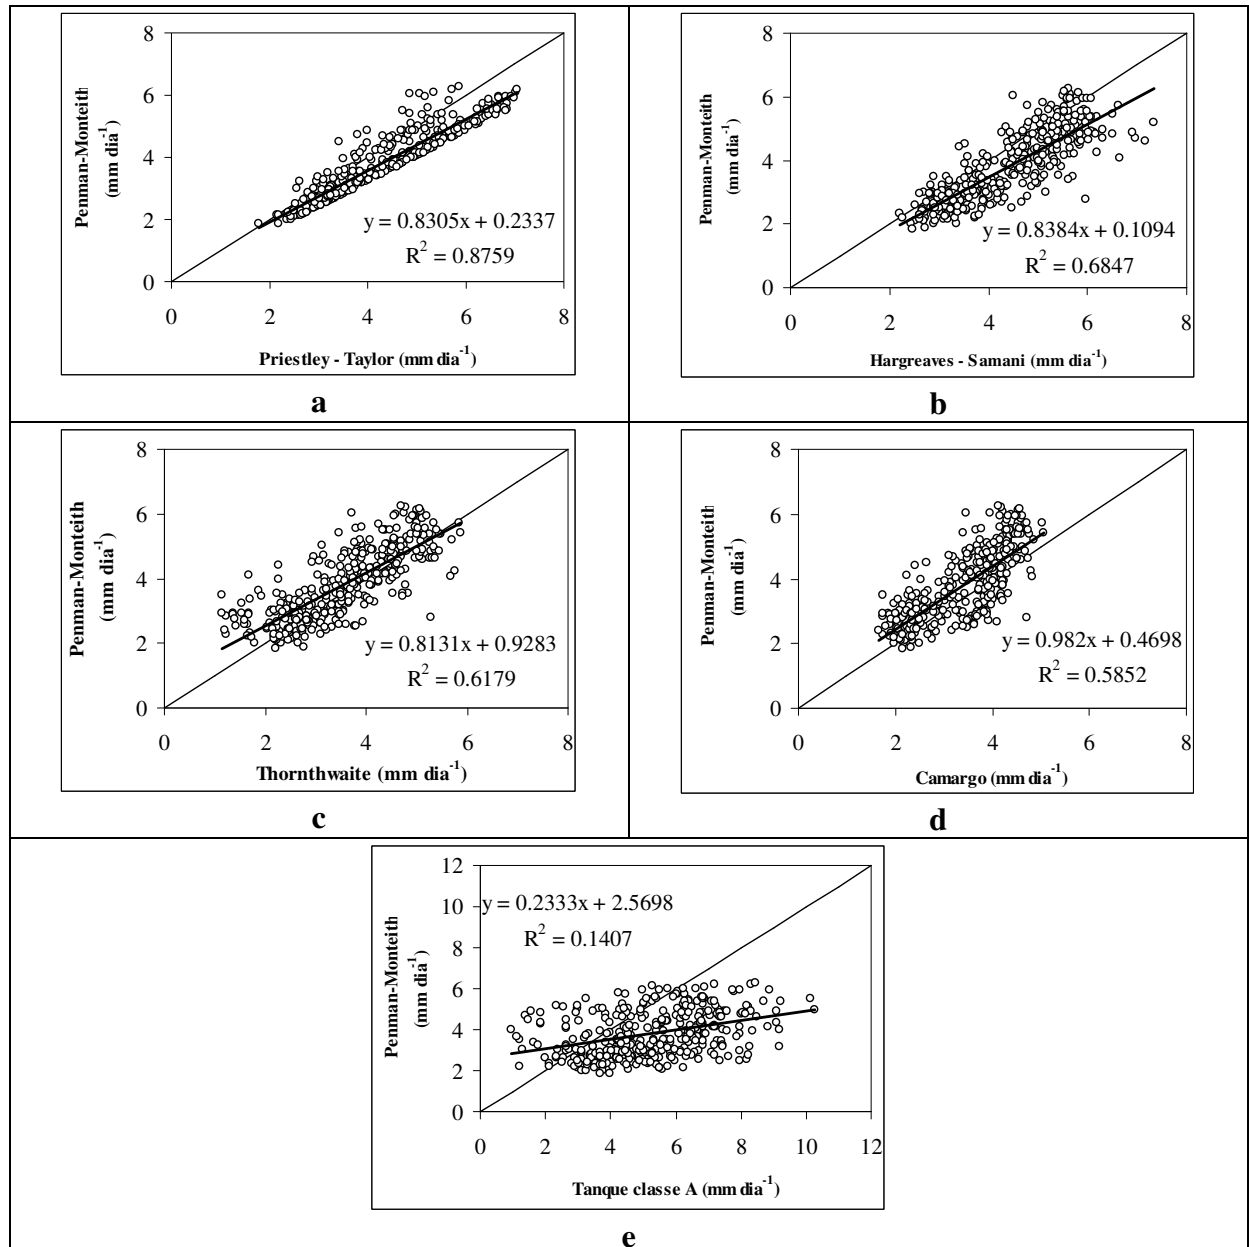 8
6
4
2
0
Penman-Monteith
(mm dia⁻¹)
y = 0.8305x + 0.2337
R² = 0.8759
0 2 4 6 8
Priestley - Taylor (mm dia⁻¹)
a
8
6
4
2
0
Penman-Monteith
(mm dia⁻¹)
y = 0.8384x + 0.1094
R² = 0.6847
0 2 4 6 8
Hargreaves - Samani (mm dia⁻¹)
b
8
6
4
2
0
Penman-Monteith
(mm dia⁻¹)
y = 0.8131x + 0.9283
R² = 0.6179
0 2 4 6 8
Thornthwaite (mm dia⁻¹)
c
8
6
4
2
0
Penman-Monteith
(mm dia⁻¹)
y = 0.982x + 0.4698
R² = 0.5852
0 2 4 6 8
Camargo (mm dia⁻¹)
d
12
10
8
6
4
2
0
Penman-Monteith
(mm dia⁻¹)
y = 0.2333x + 2.5698
R² = 0.1407
0 2 4 6 8 10 12
Tanque classe A (mm dia⁻¹)
e